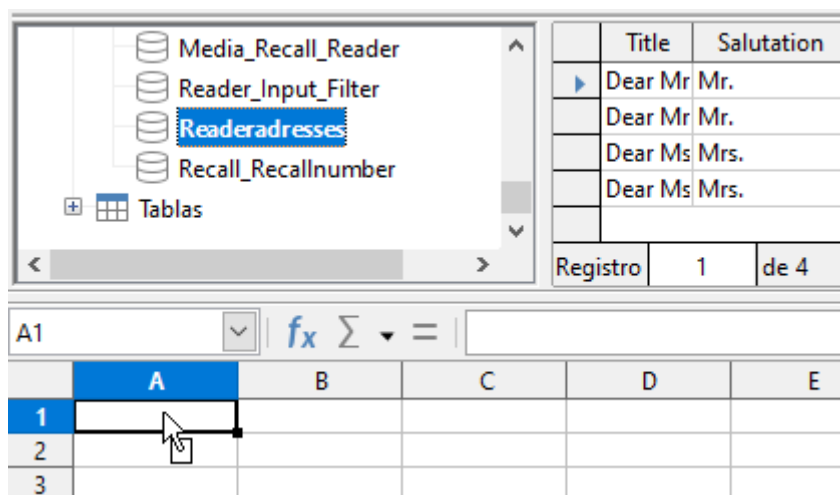 Media_Recall_Reader
Reader_Input_Filter
Readeradresses
Recall_Recallnumber
Tablas
Title Salutation
Dear Mr Mr.
Dear Mr Mr.
Dear Ms Mrs.
Dear Ms Mrs.
Registro 1 de 4
A1 fx Σ =
A B C D E
1
2
3